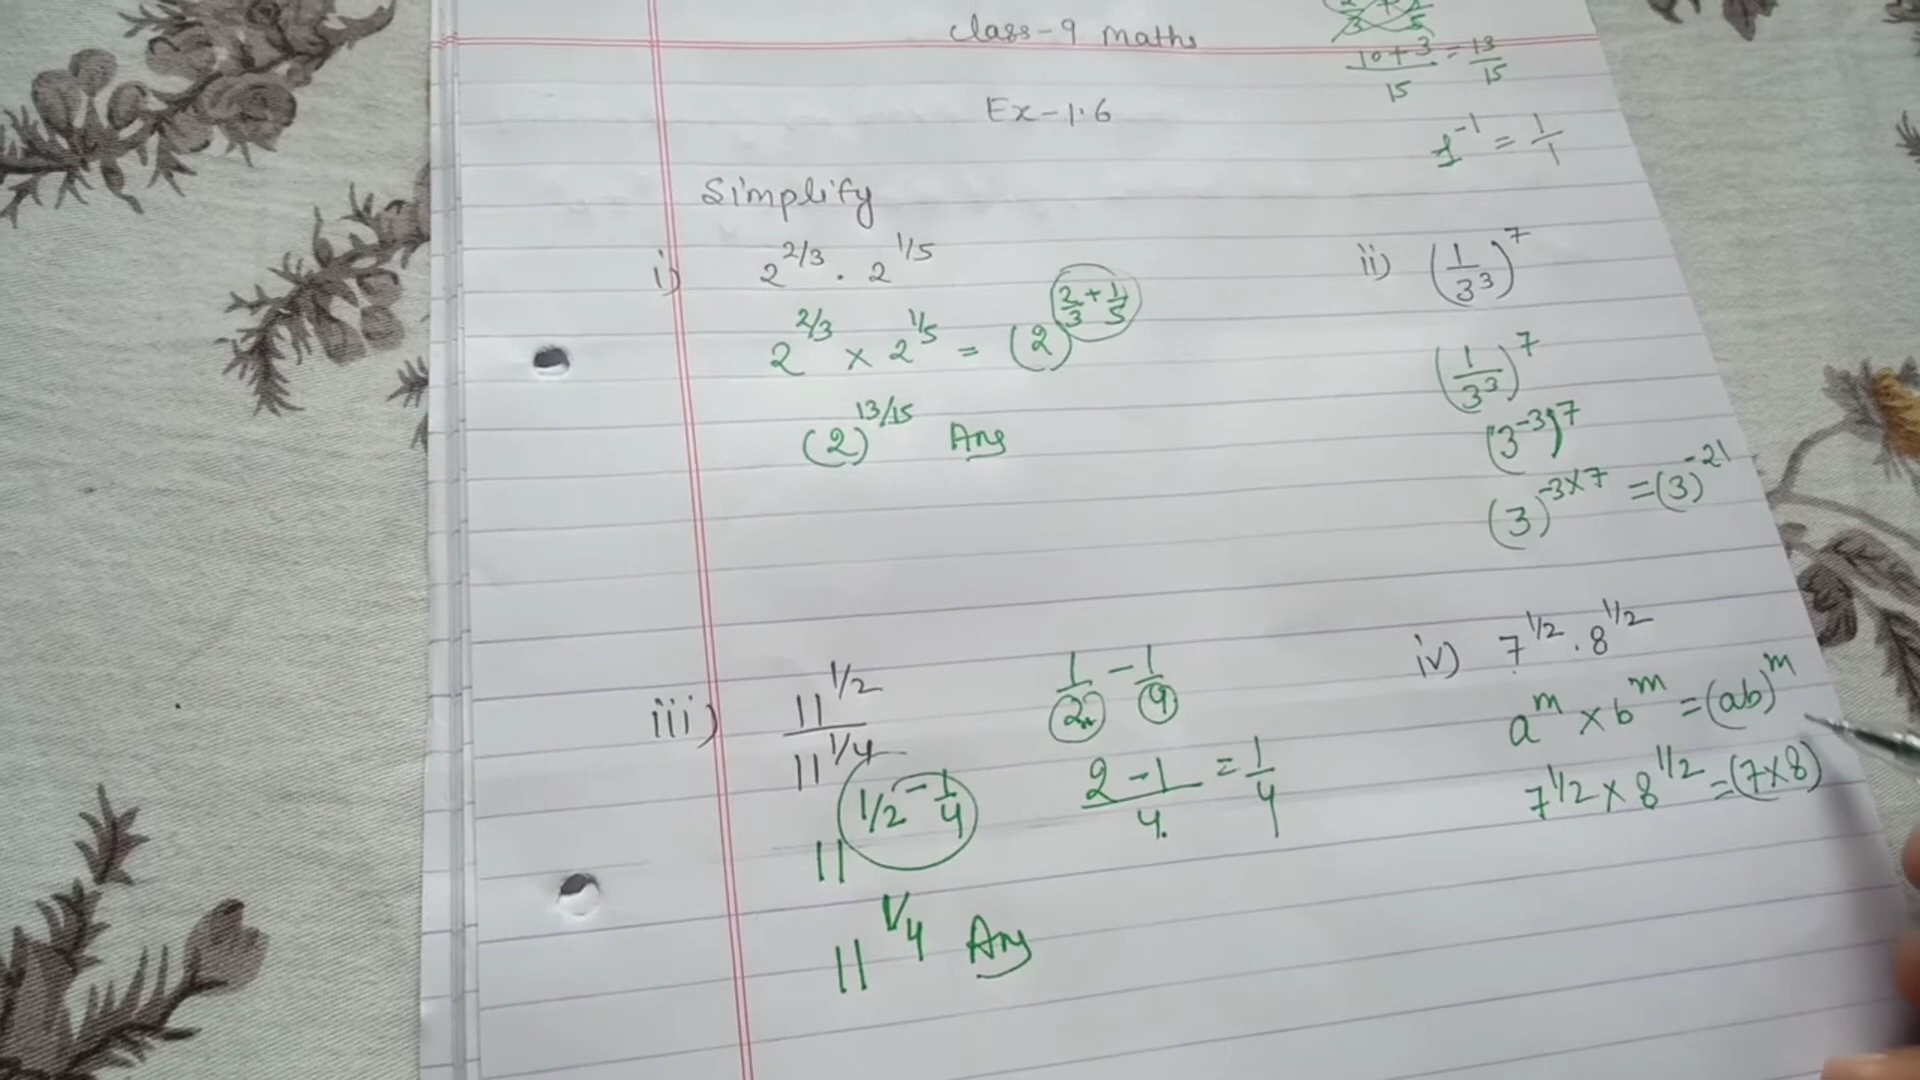 Class-9 Maths
2/3 + 1/5
10+3/15 = 13/15
Ex-1.6
1^-1 = 1/1
Simplify
i) 2^2/3 . 2^1/5
2^2/3 × 2^1/5 = (2)^2/3+1/5
(2)^13/15 Ans
ii) (1/3^3)^7
(1/3^3)^7
(3^-3)^7
(3)^-3×7 = (3)^-21
iii) 11^1/2 / 11^1/4
11^1/2-1/4
11^1/4 Ans
1/2 - 1/4
2-1/4 = 1/4
iv) 7^1/2 . 8^1/2
a^m × b^m = (ab)^m
7^1/2 × 8^1/2 = (7×8)